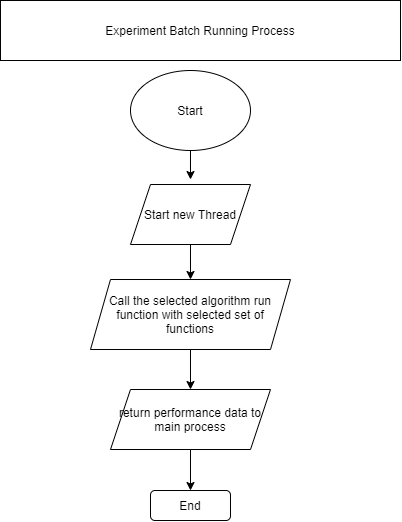 Experiment Batch Running Process
Start
Start new Thread
Call the selected algorithm run
function with selected set of
functions
return performance data to
main process
End